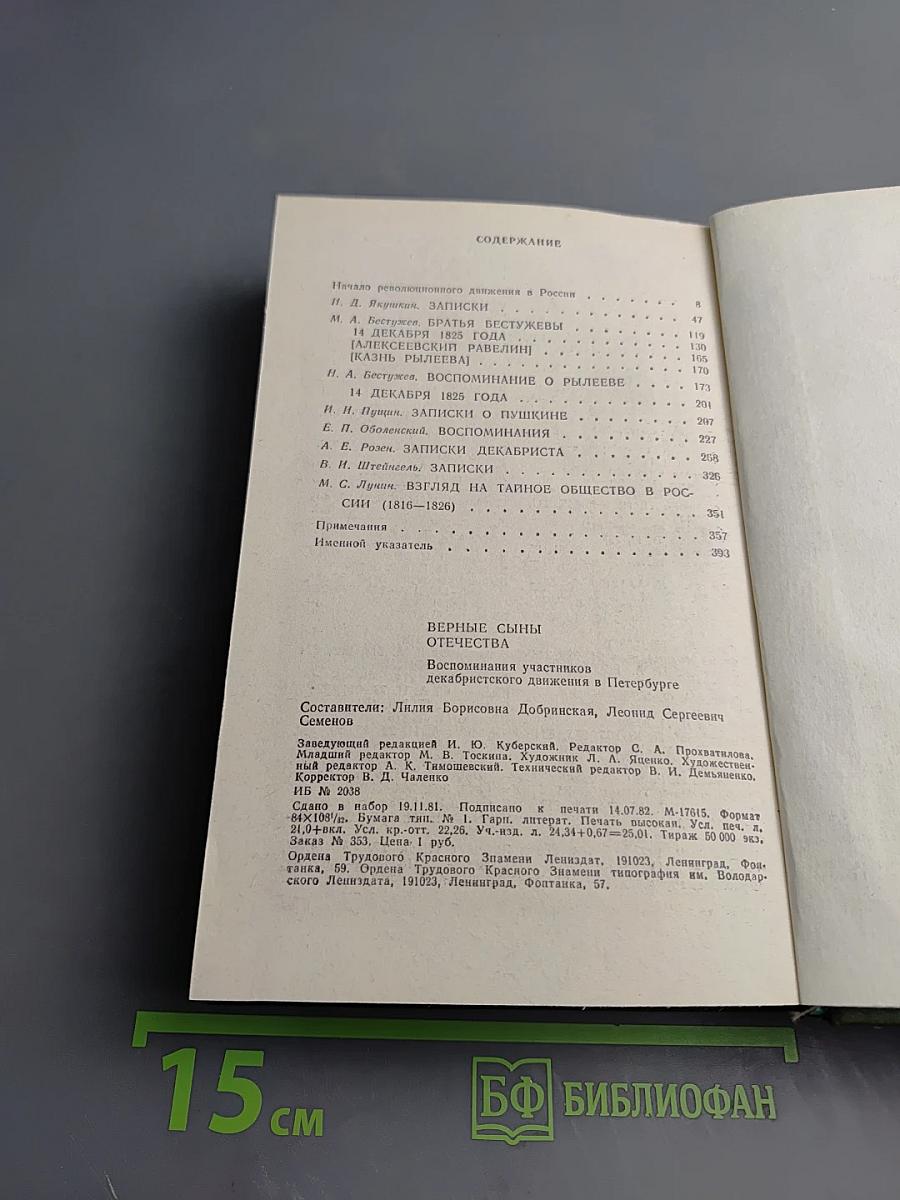 СОДЕРЖАНИЕ
Начало революционного движения в России . . . . . . . 8
И. Д. Якушкин. ЗАПИСКИ . . . . . . . . . . . . 47
М. А. Бестужев. БРАТЬЯ БЕСТУЖЕВЫ . . . . . . . . 119
14 ДЕКАБРЯ 1825 ГОДА . . . . . . . . . . . 130
[АЛЕКСЕЕВСКИЙ РАВЕЛИН] . . . . . . . . . . 165
[КАЗНЬ РЫЛЕЕВА] . . . . . . . . . . . . . 170
Н. А. Бестужев. ВОСПОМИНАНИЕ О РЫЛЕЕВЕ . . . . 173
14 ДЕКАБРЯ 1825 ГОДА . . . . . . . . . . . 201
И. И. Пущин. ЗАПИСКИ О ПУШКИНЕ . . . . . . . . 207
Е. П. Оболенский. ВОСПОМИНАНИЯ . . . . . . . . . 227
А. Е. Розен. ЗАПИСКИ ДЕКАБРИСТА . . . . . . . . 258
В. И. Штейнгель. ЗАПИСКИ . . . . . . . . . . . . 326
М. С. Лунин. ВЗГЛЯД НА ТАЙНОЕ ОБЩЕСТВО В РОС-
СИИ (1816—1826) . . . . . . . . . . . . . . . 351
Примечания . . . . . . . . . . . . . . . . . 357
Именной указатель . . . . . . . . . . . . . . . 393
ВЕРНЫЕ СЫНЫ
ОТЕЧЕСТВА
Воспоминания участников
декабристского движения в Петербурге
Составители: Лилия Борисовна Добринская, Леонид Сергеевич
Семенов
Заведующий редакцией И. Ю. Куберский. Редактор С. А. Прохватилова.
Младший редактор М. В. Тоскина. Художник Л. А. Яценко. Художествен-
ный редактор А. К. Тимошевский. Технический редактор В. И. Демьяненко.
Корректор В. Д. Чаленко
ИБ № 2038
Сдано в набор 19.11.81. Подписано к печати 14.07.82. М-17615. Формат
84×108¹/₃₂. Бумага тип. № 1. Гарн. литерат. Печать высокая. Усл. печ. л.
21,0+вкл. Усл. кр.-отт. 22,26. Уч.-изд. л. 24,34+0,67=25,01. Тираж 50 000 экз.
Заказ № 353. Цена 1 руб.
Ордена Трудового Красного Знамени Лениздат, 191023, Ленинград, Фон-
танка, 59. Ордена Трудового Красного Знамени типография им. Володар-
ского Лениздата, 191023, Ленинград, Фонтанка, 57.
15 см
БФ БИБЛИОФАН